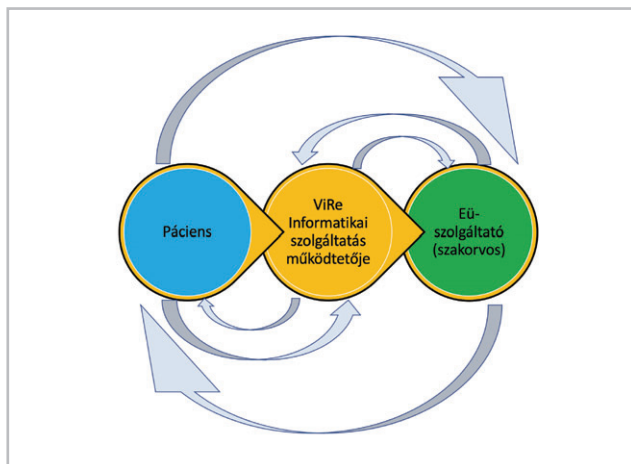 Páciens
ViRe
Informatikai
szolgáltatás
működtetője
Eü-
szolgáltató
(szakorvos)